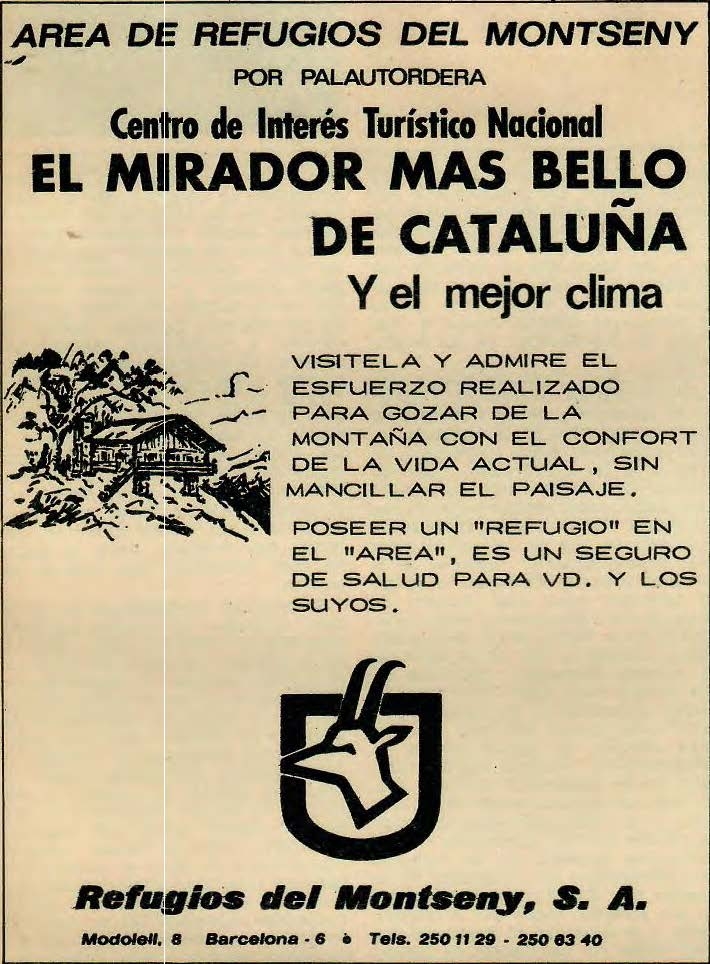 AREA DE REFUGIOS DEL MONTSENY
POR PALAUTORDERA
Centro de Interés Turístico Nacional
EL MIRADOR MAS BELLO
DE CATALUÑA
Y el mejor clima
VISITELA Y ADMIRE EL
ESFUERZO REALIZADO
PARA GOZAR DE LA
MONTAÑA CON EL CONFORT
DE LA VIDA ACTUAL, SIN
MANCILLAR EL PAISAJE.
POSEER UN "REFUGIO" EN
EL "AREA", ES UN SEGURO
DE SALUD PARA VD. Y LOS
SUYOS.
Refugios del Montseny, S. A.
Modolell, 8 Barcelona - 6 • Tels. 250 11 29 - 250 63 40